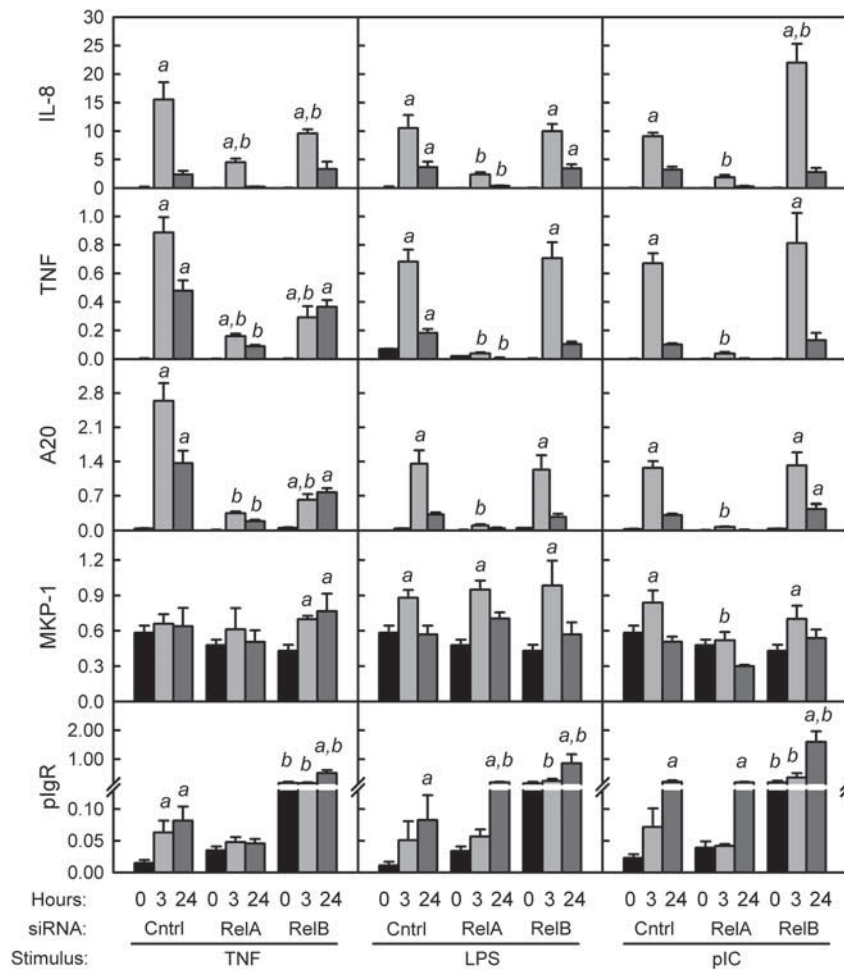 IL-8
30
25
20
15
10
5
0
a
a,b
a,b
a
b
b
a
a
a
b
a,b
TNF
1.0
0.8
0.6
0.4
0.2
0.0
a
a
a,b
b
a,b
a
a
a
b
b
a
a
b
a
A20
2.8
2.1
1.4
0.7
0.0
a
a
b
b
a,b
a
a
b
a
a
b
a
a
MKP-1
1.2
0.9
0.6
0.3
0.0
a
a
a
a
a
a
b
a
pIgR
2.00
1.00
0.10
0.05
0.00
a
a
b
b
a,b
a
a,b
b
a,b
a
a
b
b
a,b
Hours: 0 3 24 0 3 24 0 3 24 0 3 24 0 3 24 0 3 24 0 3 24 0 3 24 0 3 24
siRNA: Cntrl RelA RelB Cntrl RelA RelB Cntrl RelA RelB
Stimulus: TNF LPS pIC